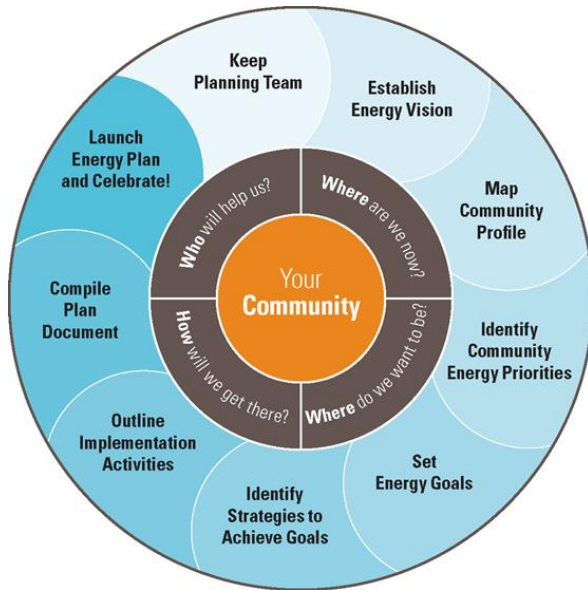 Keep
Planning Team
Establish
Energy Vision
Map
Community
Profile
Identify
Community
Energy Priorities
Set
Energy Goals
Identify
Strategies to
Achieve Goals
Outline
Implementation
Activities
Compile
Plan
Document
Launch
Energy Plan
and Celebrate!
Who will help us?
Where are we now?
Where do we want to be?
How will we get there?
Your
Community